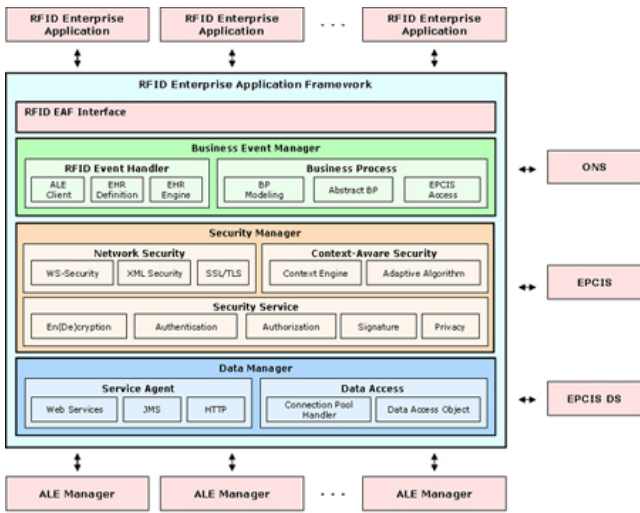 RFID Enterprise
Application
RFID Enterprise
Application
. . .
RFID Enterprise
Application
RFID Enterprise Application Framework
RFID EAF Interface
Business Event Manager
RFID Event Handler
ALE
Client
EHR
Definition
EHR
Engine
Business Process
BP
Modeling
Abstract BP
EPCIS
Access
Security Manager
Network Security
WS-Security
XML Security
SSL/TLS
Context-Aware Security
Context Engine
Adaptive Algorithm
Security Service
En(De)cryption
Authentication
Authorization
Signature
Privacy
Data Manager
Service Agent
Web Services
JMS
HTTP
Data Access
Connection Pool
Handler
Data Access Object
ONS
EPCIS
EPCIS DS
ALE Manager
ALE Manager
. . .
ALE Manager